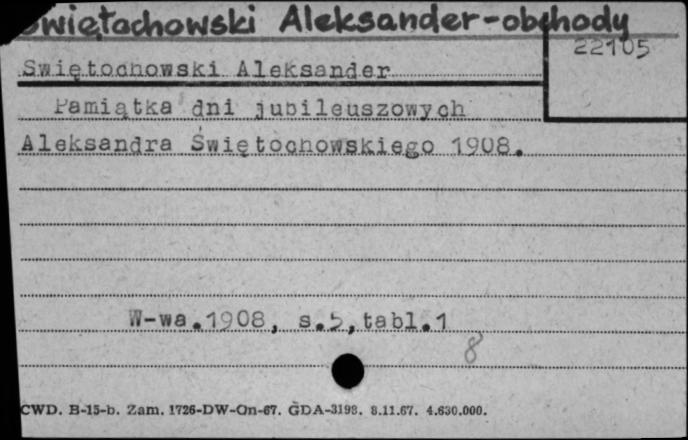 Świętochowski Aleksander-obchody
22105
Swiętochowski Aleksander
Pamiątka dni jubileuszowych
Aleksandra Świętochowskiego 1908.
W-wa.1908, s.5, tabl.1
8
CWD. B-15-b. Zam. 1726-DW-On-67. GDA-3198. 8.11.67. 4.630.000.